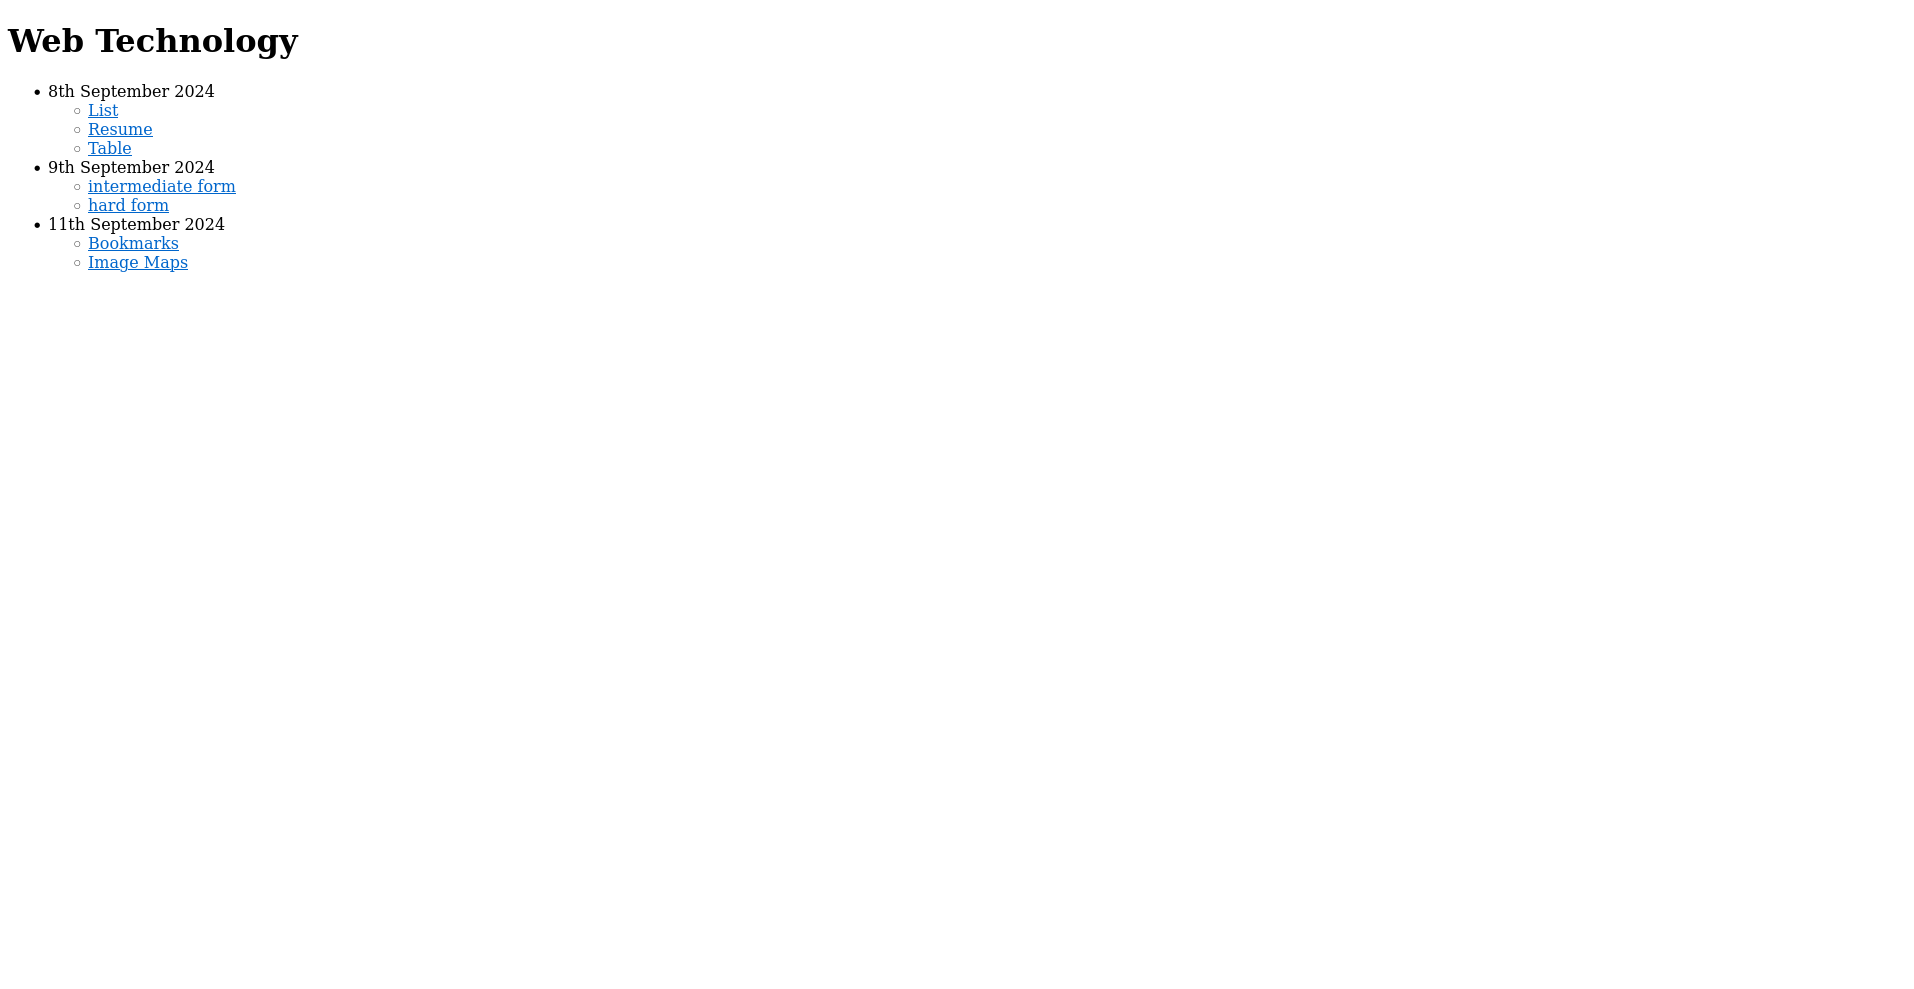 Web Technology
8th September 2024
List
Resume
Table
9th September 2024
intermediate form
hard form
11th September 2024
Bookmarks
Image Maps